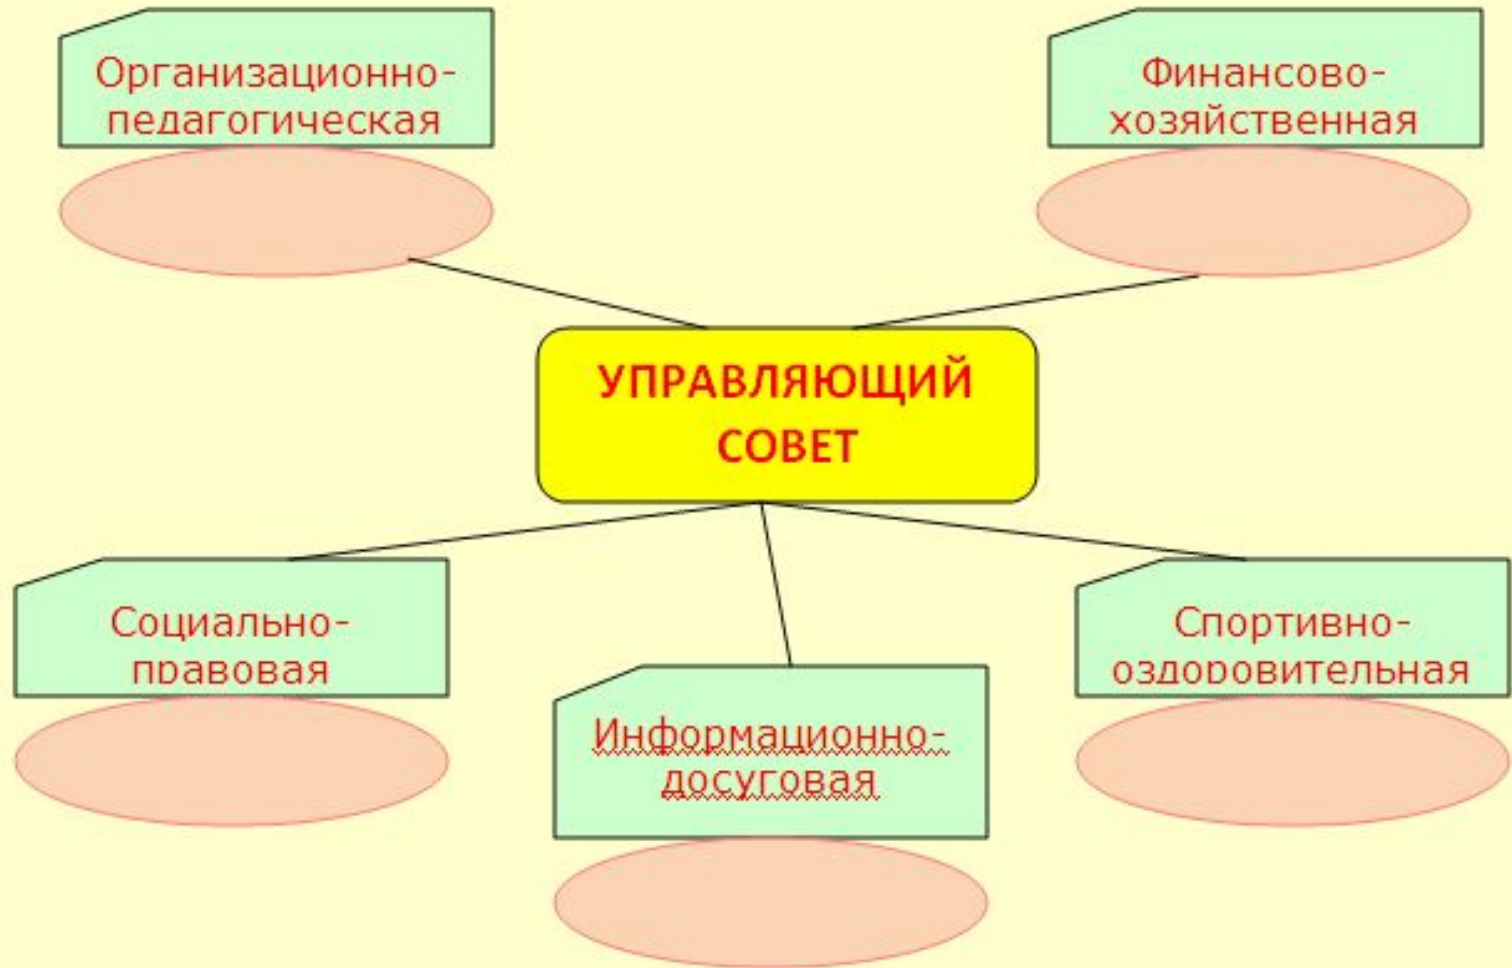 Организационно-
педагогическая
Финансово-
хозяйственная
УПРАВЛЯЮЩИЙ
СОВЕТ
Социально-
правовая
Информационно-
досуговая
Спортивно-
оздоровительная